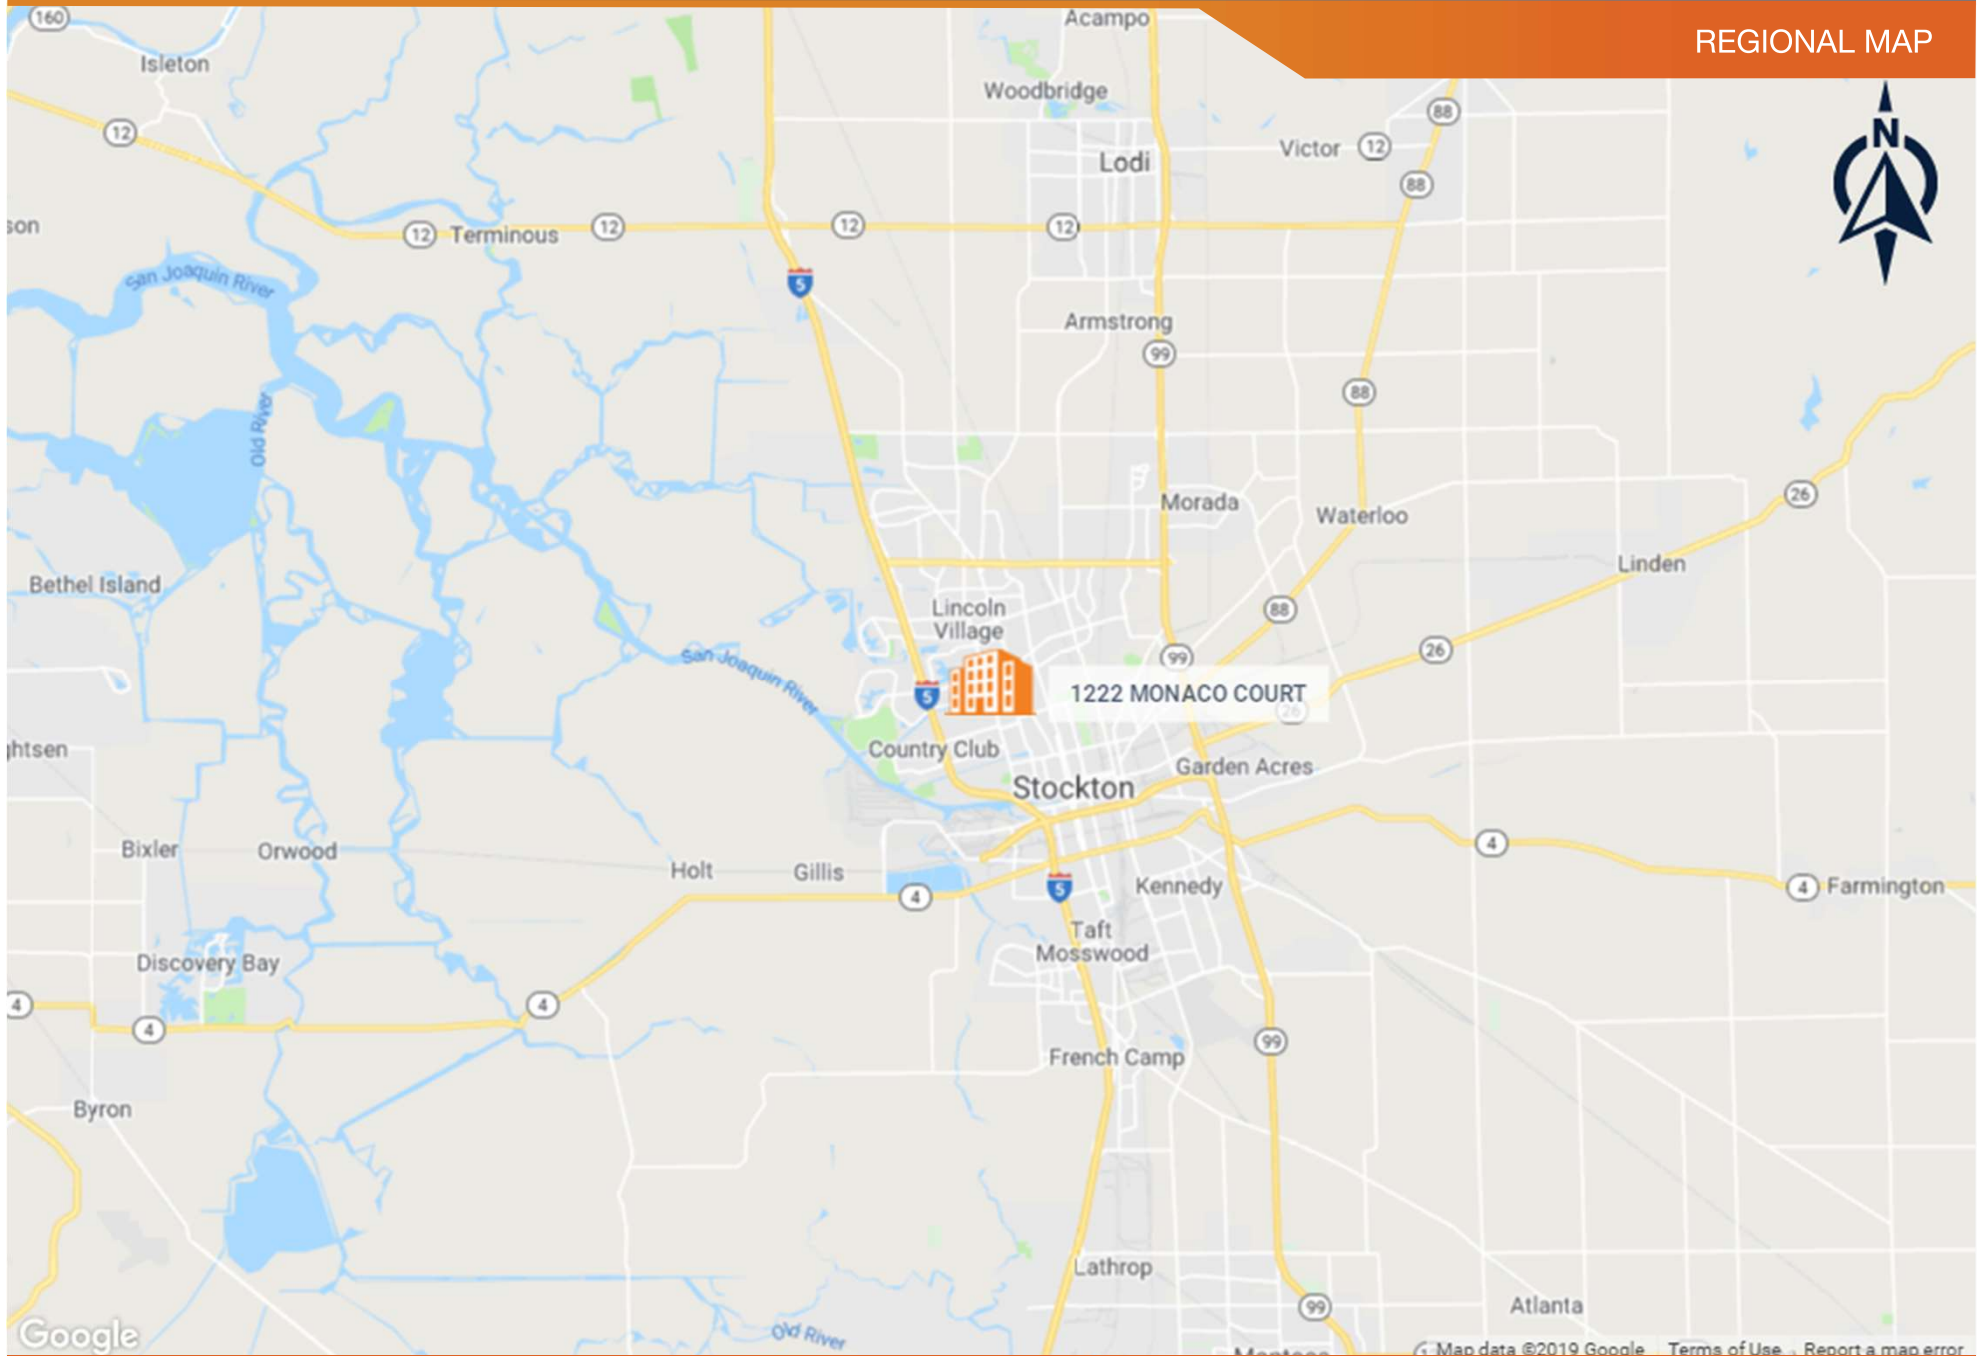 REGIONAL MAP
160
Acampo
Isleton
Woodbridge
88
12
Victor
12
N
Lodi
88
son
12
Terminous
12
12
12
San Joaquin River
5
Armstrong
99
88
Old River
Morada
26
Waterloo
Linden
Bethel Island
Lincoln
Village
88
26
San Joaquin River
99
5
1222 MONACO COURT
26
Country Club
ghtsen
Garden Acres
Stockton
4
Bixler
Orwood
Holt
Gillis
5
Kennedy
4
Farmington
4
Taft
Mosswood
Discovery Bay
4
4
4
99
French Camp
Byron
Lathrop
99
Atlanta
Google
Old River
Map data ©2019 Google
Terms of Use
Report a map error